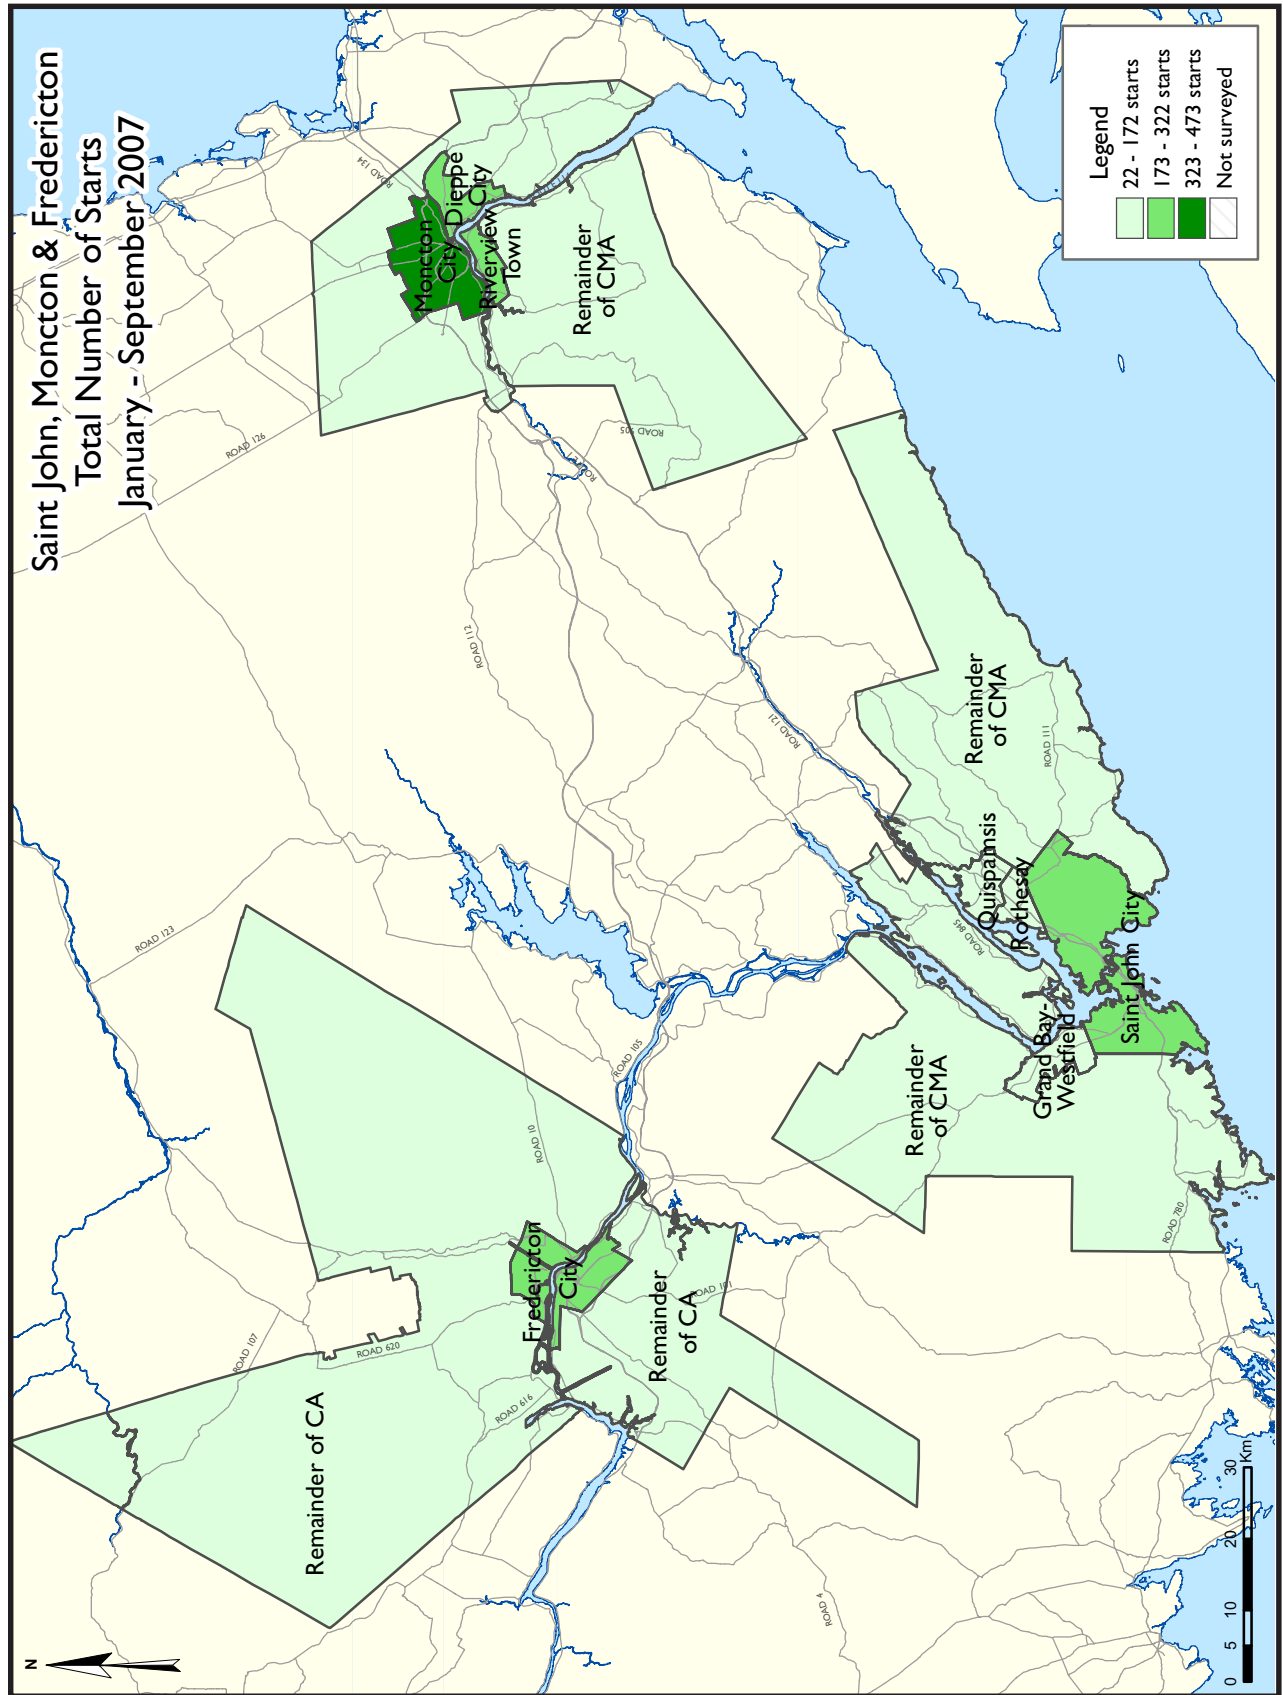 Saint John, Moncton & Fredericton
Total Number of Starts
January - September 2007
N
ROAD 134
Moncton
City
Dieppe
City
Riverview
Town
Remainder
of CMA
ROAD 126
ROAD 905
ROUTE 1
ROAD 112
ROAD 123
ROAD 121
Remainder
of CMA
ROAD 111
Quispamsis
Rothesay
ROAD 845
Saint John City
Grand Bay-
Westfield
Remainder
of CMA
ROAD 780
ROAD 105
ROAD 10
Fredericton
City
Remainder
of CA
ROAD 101
ROAD 107
ROAD 620
ROAD 616
Remainder of CA
ROAD 4
Legend
22 - 172 starts
173 - 322 starts
323 - 473 starts
Not surveyed
0 5 10 20 30
Km